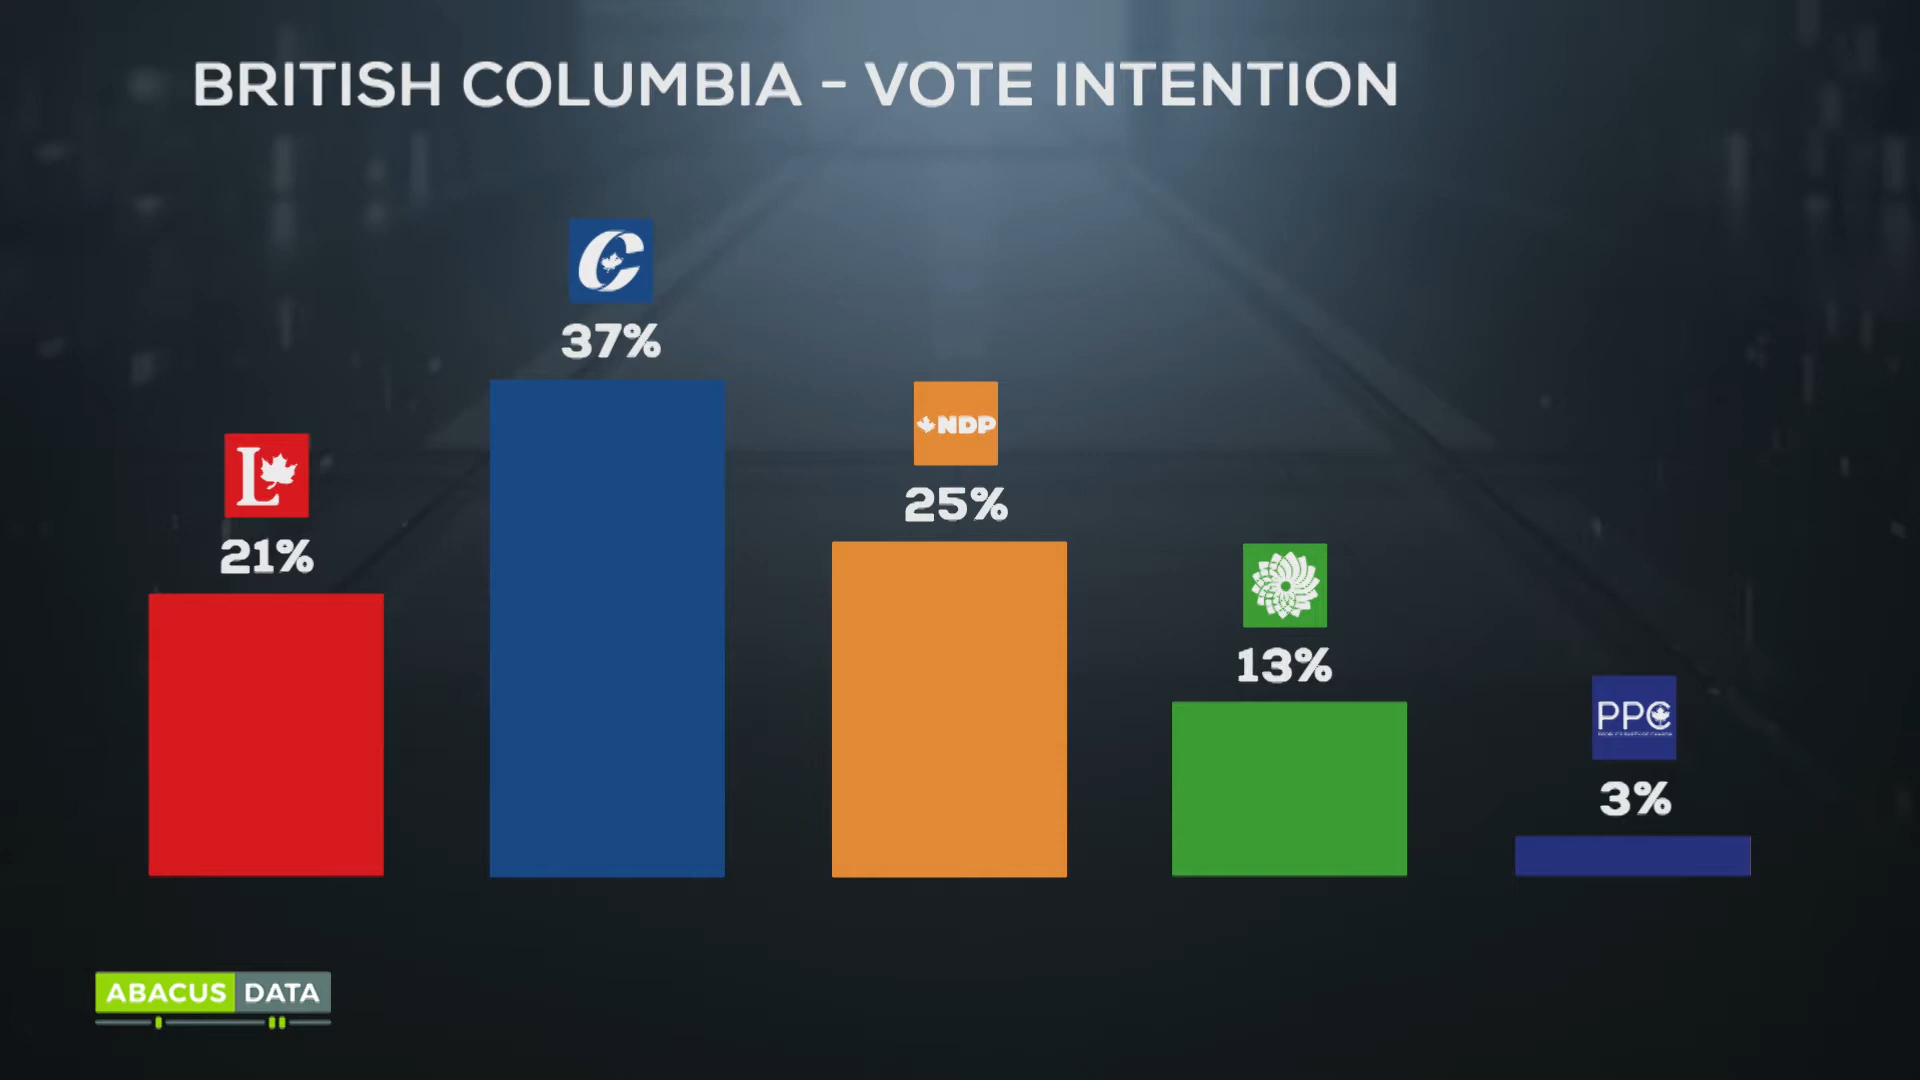 BRITISH COLUMBIA - VOTE INTENTION
L
21%
C
37%
NDP
25%
13%
PPC
3%
ABACUS DATA